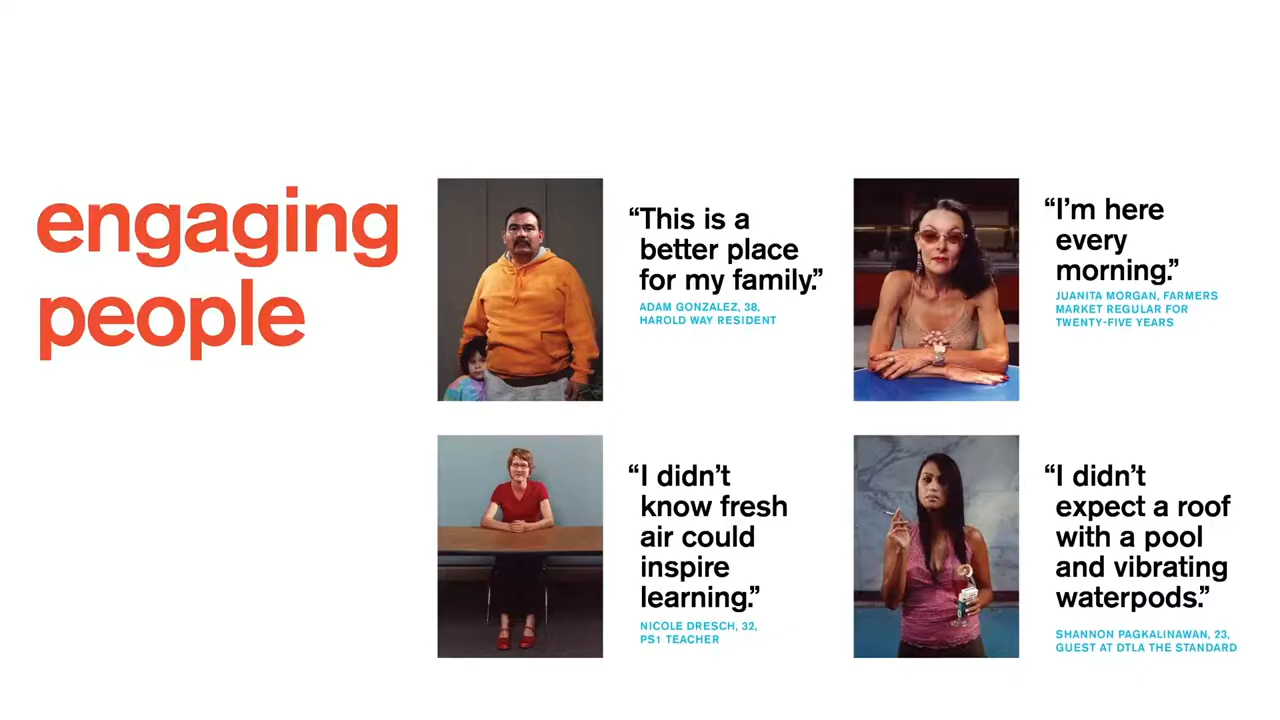 engaging
people
“This is a
better place
for my family.”
ADAM GONZALEZ, 38,
HAROLD WAY RESIDENT
“I’m here
every
morning.”
JUANITA MORGAN, FARMERS
MARKET REGULAR FOR
TWENTY-FIVE YEARS
“I didn’t
know fresh
air could
inspire
learning.”
NICOLE DRESCH, 32,
PS1 TEACHER
“I didn’t
expect a roof
with a pool
and vibrating
waterpods.”
SHANNON PAGKALINAWAN, 23,
GUEST AT DTLA THE STANDARD